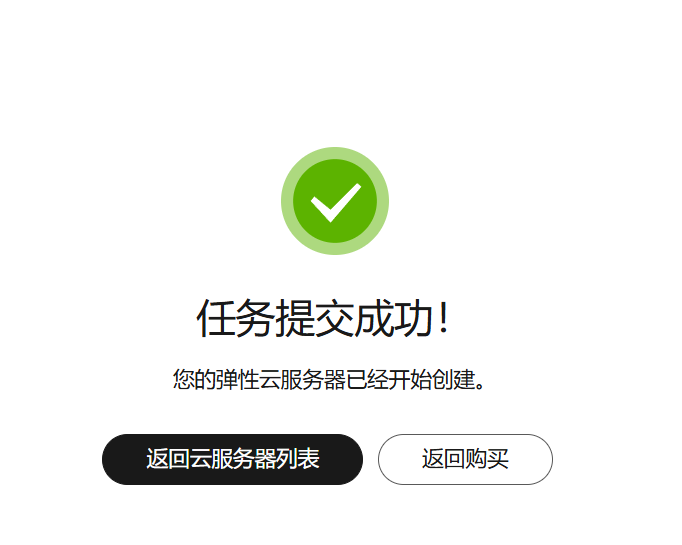 任务提交成功！
您的弹性云服务器已经开始创建。
返回云服务器列表
返回购买